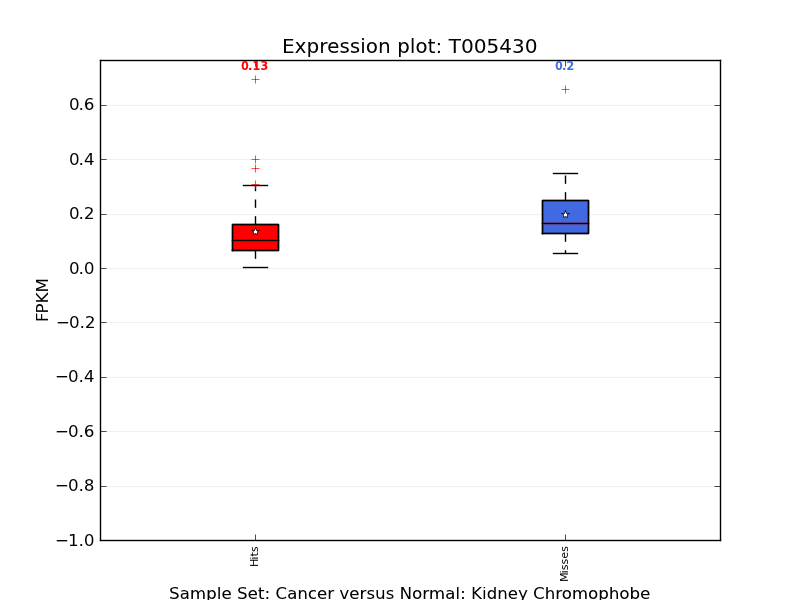 Expression plot: T005430
0.13
0.2
0.6
0.4
0.2
0.0
−0.2
−0.4
−0.6
−0.8
−1.0
FPKM
Hits
Misses
Sample Set: Cancer versus Normal: Kidney Chromophobe